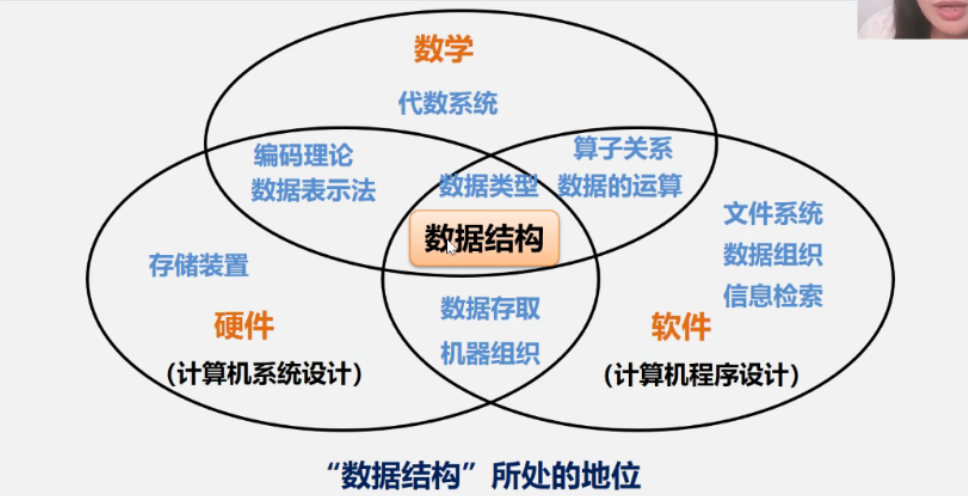 数学
代数系统
编码理论
数据表示法
算子关系
数据的运算
数据类型
数据结构
文件系统
数据组织
信息检索
存储装置
硬件
(计算机系统设计)
数据存取
机器组织
软件
(计算机程序设计)
“数据结构”所处的地位